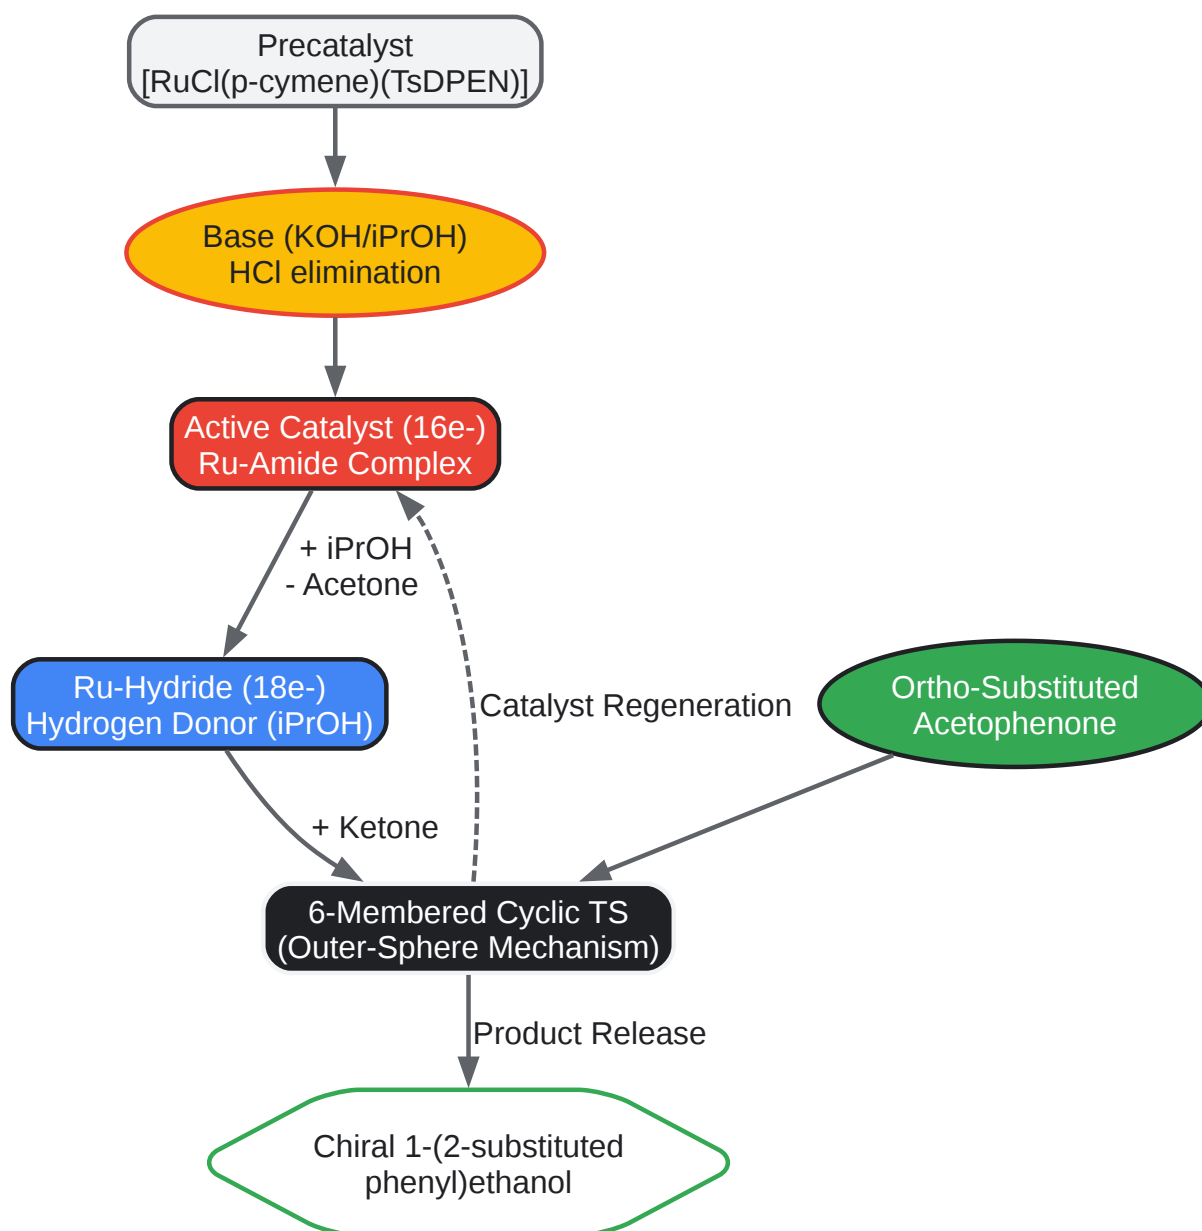 Precatalyst
[RuCl(p-cymene)(TsDPEN)]
Base (KOH/iPrOH)
HCl elimination
Active Catalyst (16e-)
Ru-Amide Complex
+ iPrOH
- Acetone
Ru-Hydride (18e-)
Hydrogen Donor (iPrOH)
Catalyst Regeneration
Ortho-Substituted
Acetophenone
+ Ketone
6-Membered Cyclic TS
(Outer-Sphere Mechanism)
Product Release
Chiral 1-(2-substituted
phenyl)ethanol